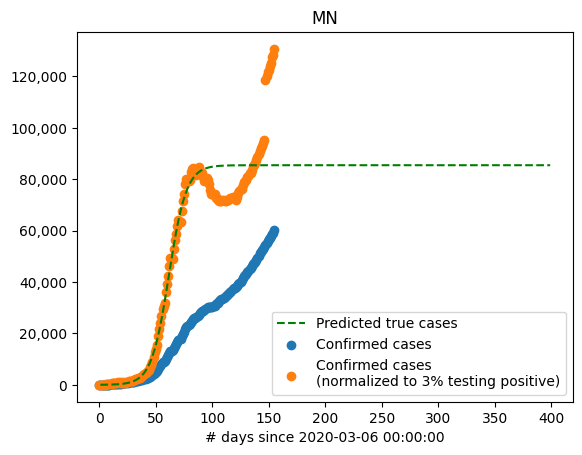 MN
120,000
100,000
80,000
60,000
40,000
20,000
0
0 50 100 150 200 250 300 350 400
# days since 2020-03-06 00:00:00
Predicted true cases
Confirmed cases
Confirmed cases
(normalized to 3% testing positive)